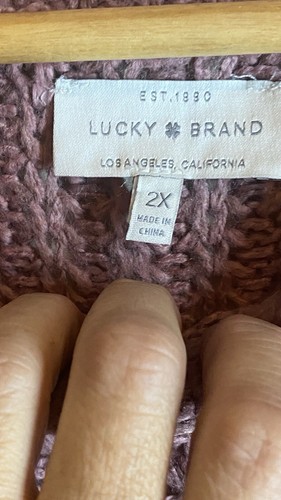 EST.1990
LUCKY BRAND
LOS ANGELES, CALIFORNIA
2X
MADE IN
CHINA